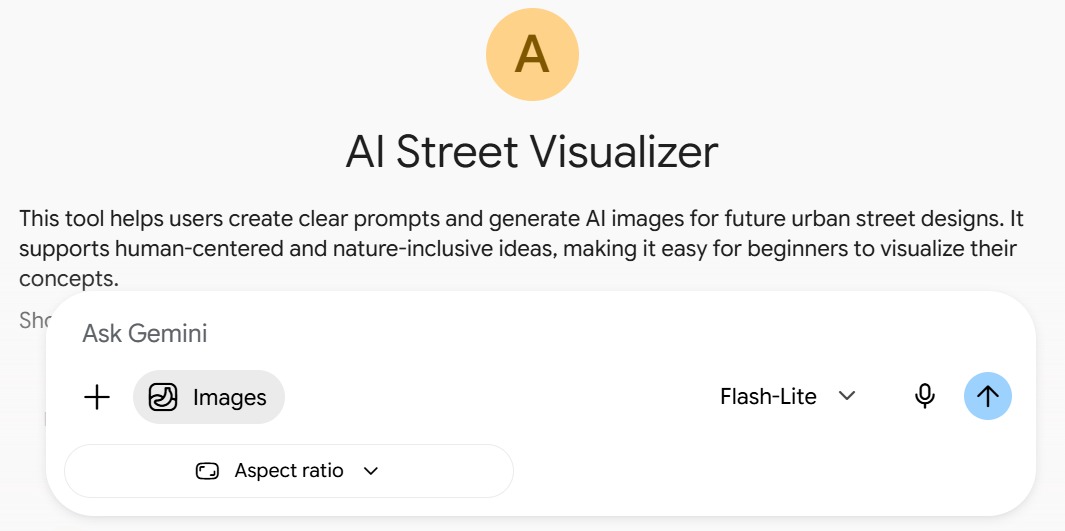 A
AI Street Visualizer
This tool helps users create clear prompts and generate AI images for future urban street designs. It
supports human-centered and nature-inclusive ideas, making it easy for beginners to visualize their
concepts.
Ask Gemini
Images
Flash-Lite
Aspect ratio